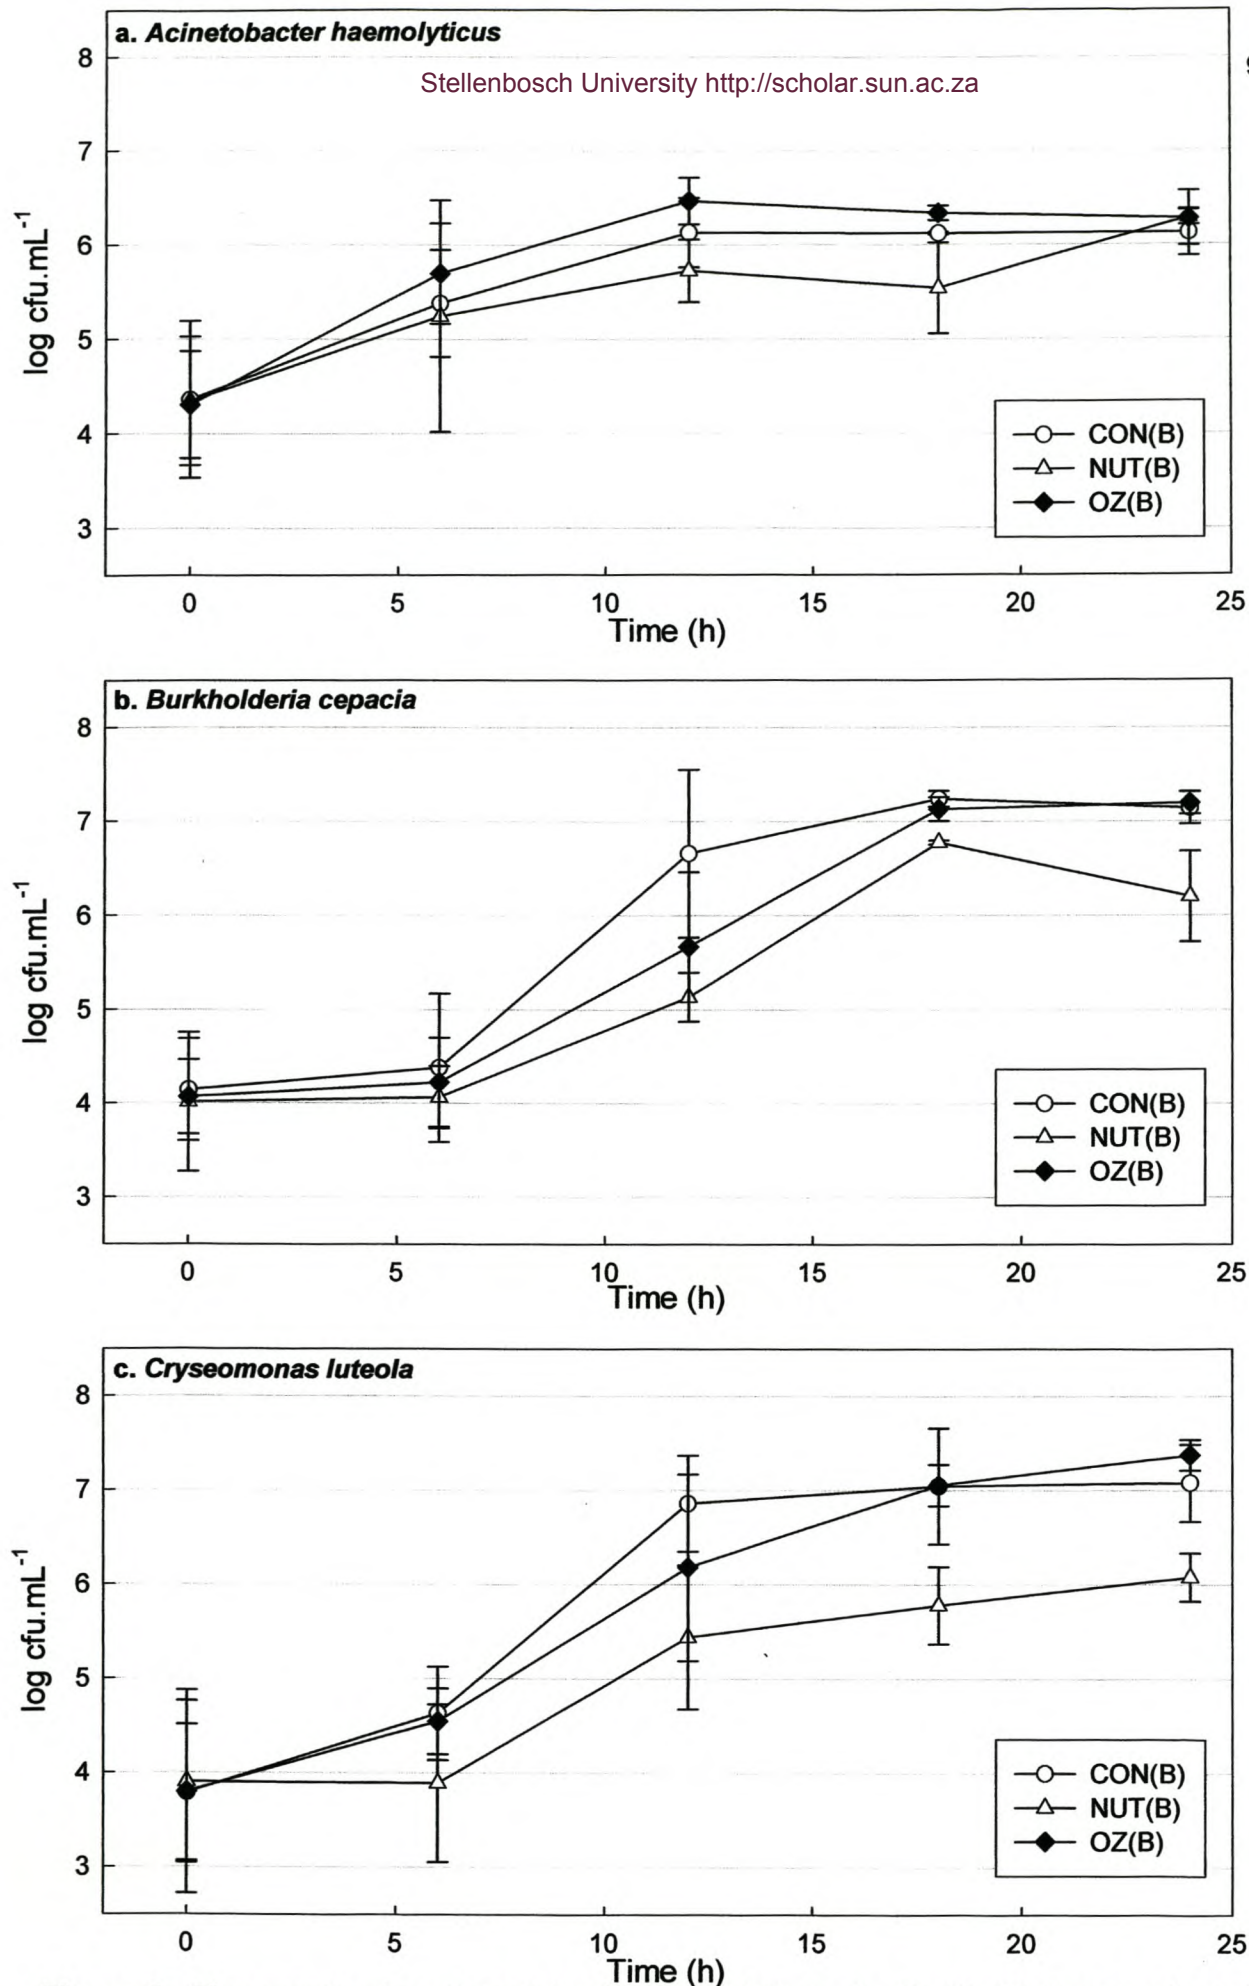 a. Acinetobacter haemolyticus
Stellenbosch University http://scholar.sun.ac.za
8
7
6
5
4
3
log cfu.mL⁻¹
CON(B)
NUT(B)
OZ(B)
0 5 10 15 20 25
Time (h)
b. Burkholderia cepacia
8
7
6
5
4
3
log cfu.mL⁻¹
CON(B)
NUT(B)
OZ(B)
0 5 10 15 20 25
Time (h)
c. Cryseomonas luteola
8
7
6
5
4
3
log cfu.mL⁻¹
CON(B)
NUT(B)
OZ(B)
0 5 10 15 20 25
Time (h)